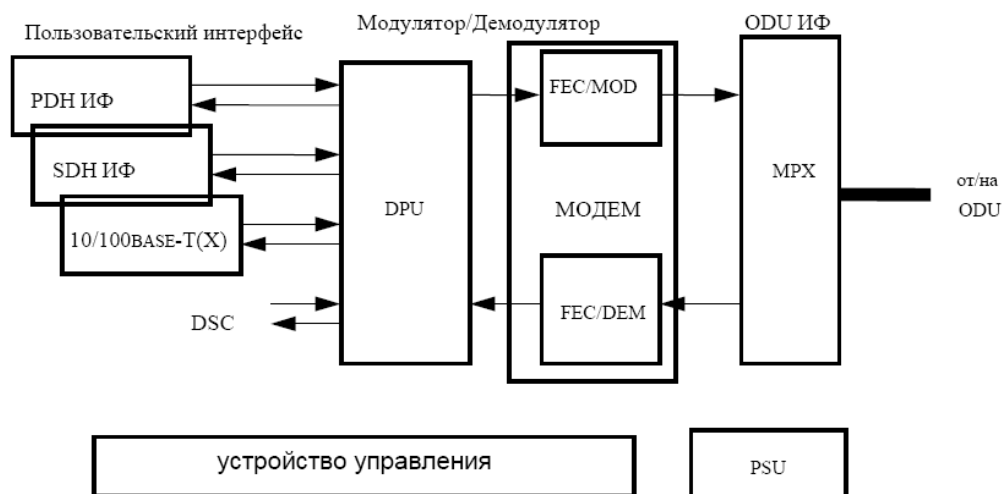 Пользовательский интерфейс
Модулятор/Демодулятор
ODU ИФ
PDH ИФ
SDH ИФ
10/100BASE-T(X)
DSC
DPU
FEC/MOD
МОДЕМ
FEC/DEM
MPX
от/на
ODU
устройство управления
PSU